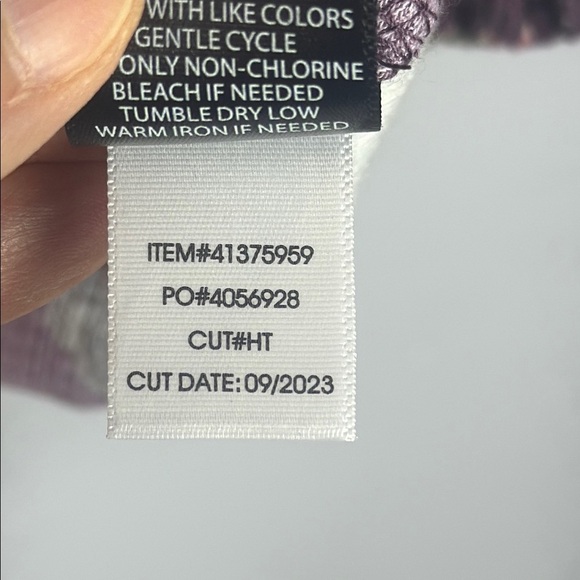 WITH LIKE COLORS
GENTLE CYCLE
ONLY NON-CHLORINE
BLEACH IF NEEDED
TUMBLE DRY LOW
WARM IRON IF NEEDED
ITEM#41375959
PO#4056928
CUT#HT
CUT DATE: 09/2023